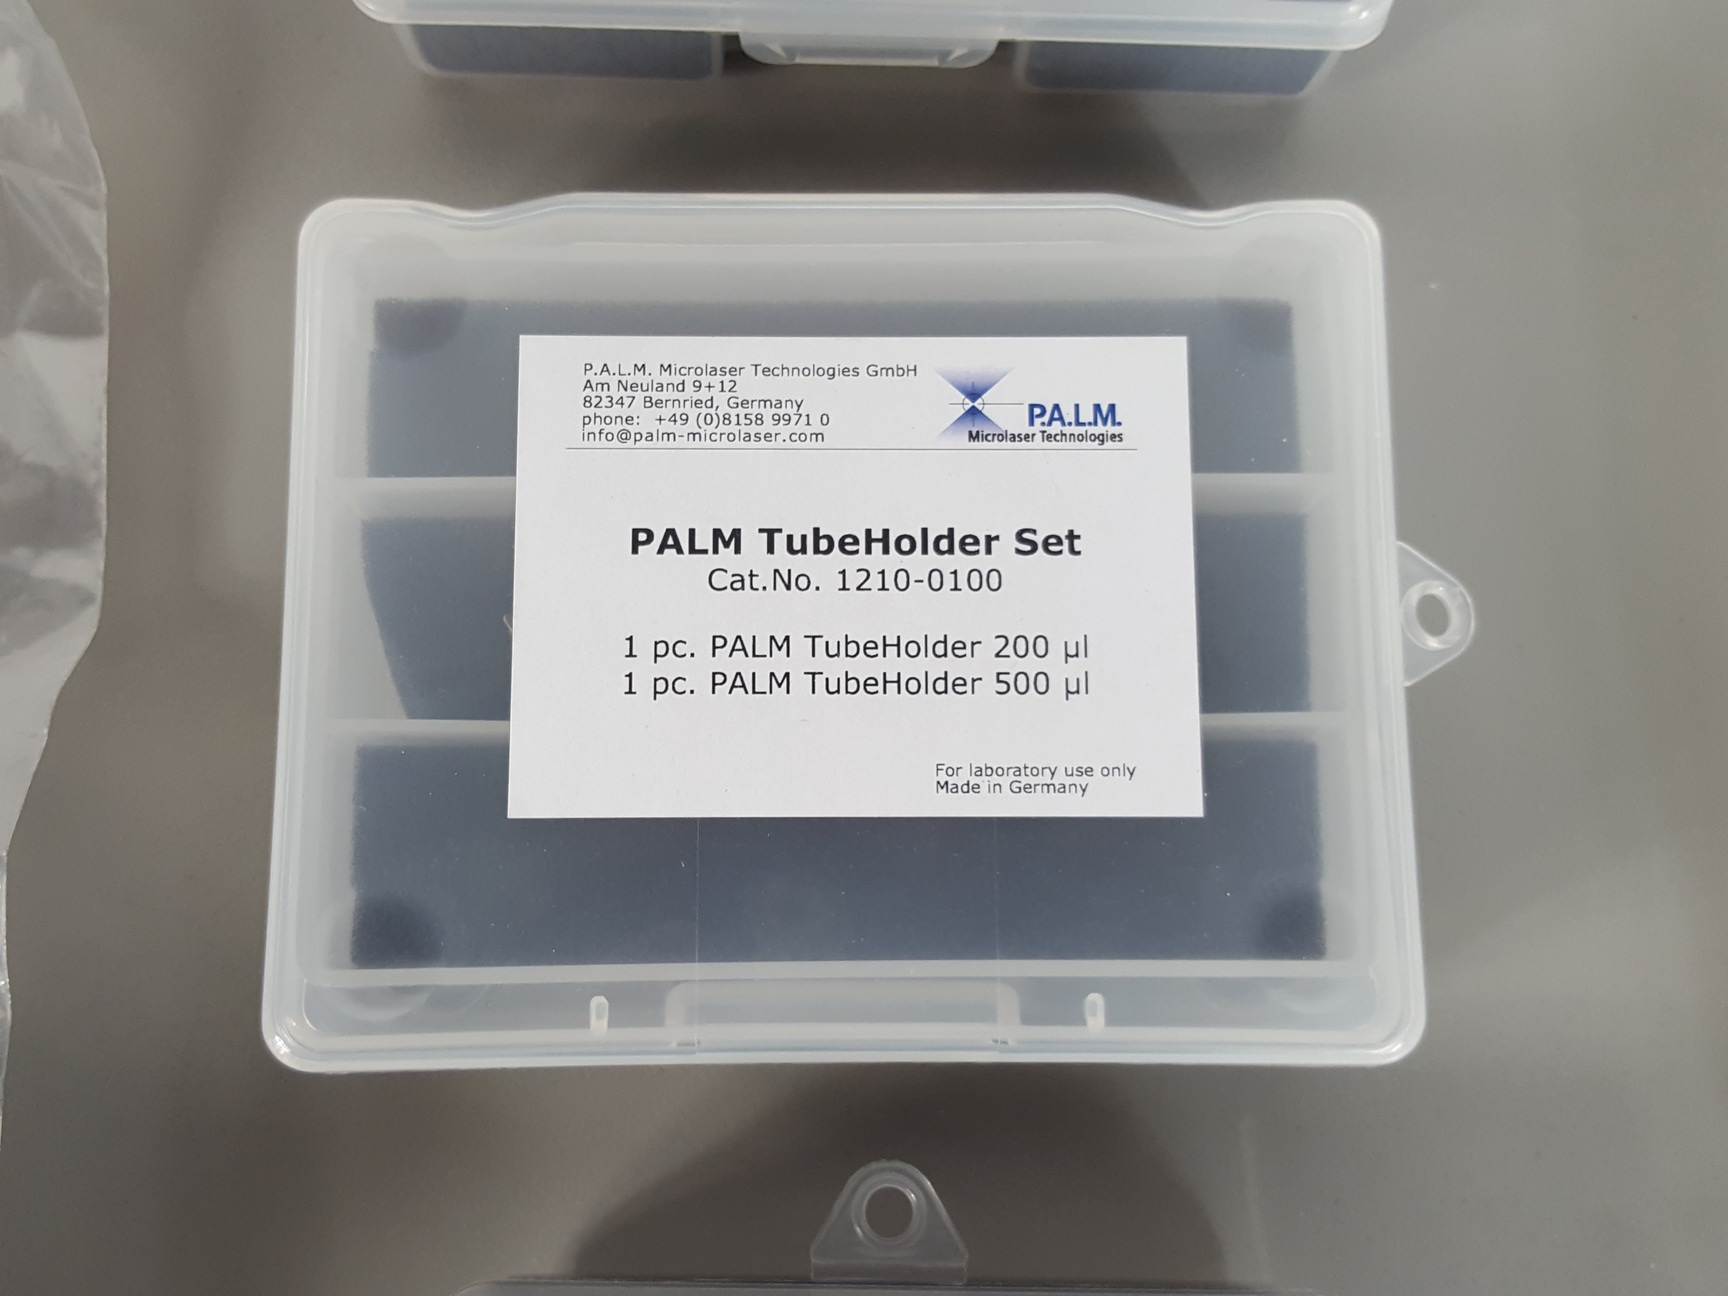 P.A.L.M. Microlaser Technologies GmbH
Am Neuland 9+12
82347 Bernried, Germany
phone: +49 (0)8158 9971 0
info@palm-microlaser.com
P.A.L.M.
Microlaser Technologies
PALM TubeHolder Set
Cat.No. 1210-0100
1 pc. PALM TubeHolder 200 µl
1 pc. PALM TubeHolder 500 µl
For laboratory use only
Made in Germany